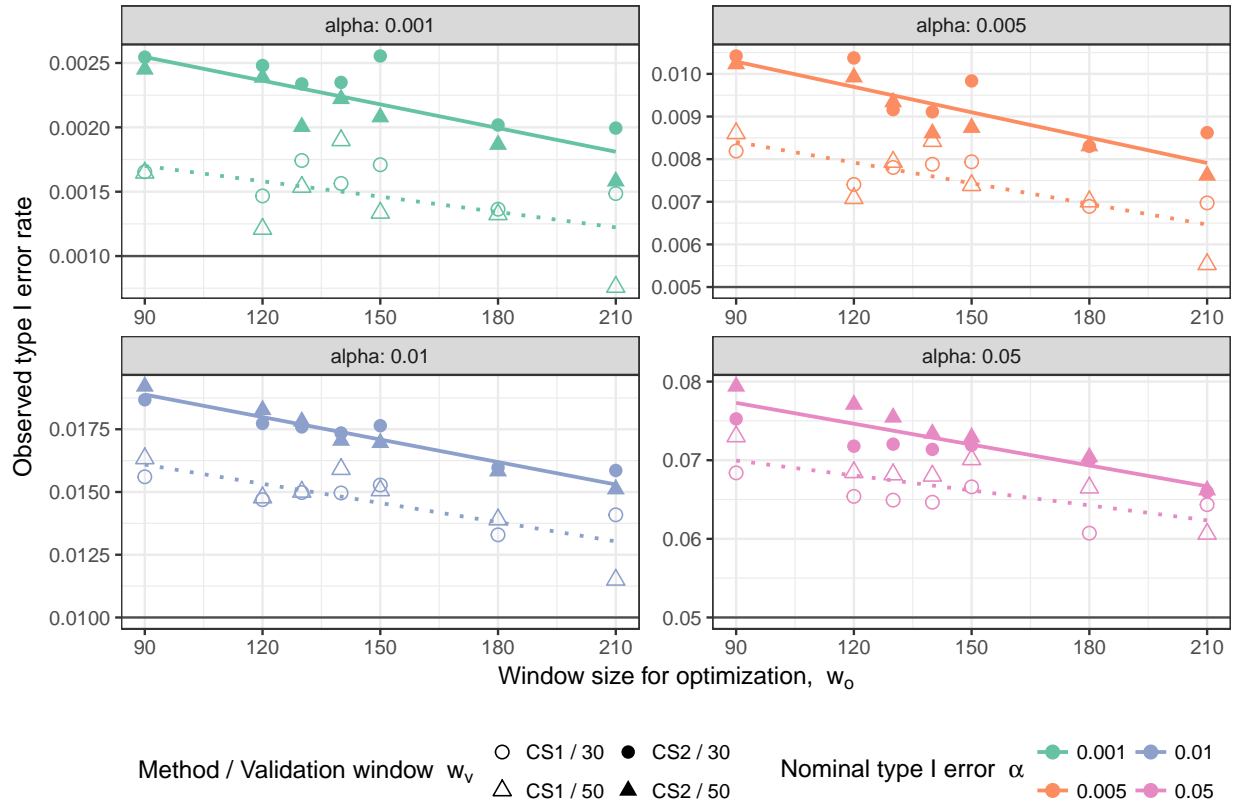 alpha: 0.001
alpha: 0.005
0.0025
0.0020
0.0015
0.0010
0.010
0.009
0.008
0.007
0.006
0.005
90 120 150 180 210
90 120 150 180 210
alpha: 0.01
alpha: 0.05
0.0175
0.0150
0.0125
0.0100
0.08
0.07
0.06
0.05
90 120 150 180 210
90 120 150 180 210
Observed type I error rate
Window size for optimization, wₒ
Method / Validation window wᵥ
CS1 / 30
CS2 / 30
CS1 / 50
CS2 / 50
Nominal type I error α
0.001
0.01
0.005
0.05